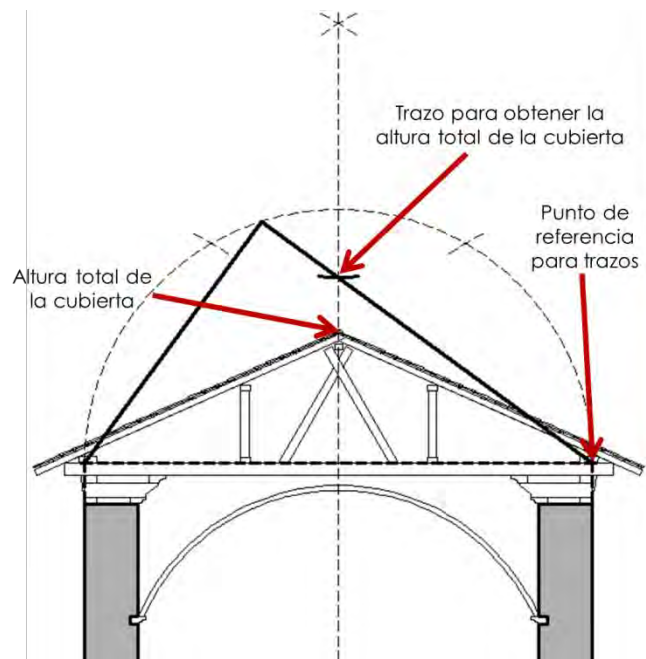 Trazo para obtener la
altura total de la cubierta
Punto de
referencia
para trazos
Altura total de
la cubierta